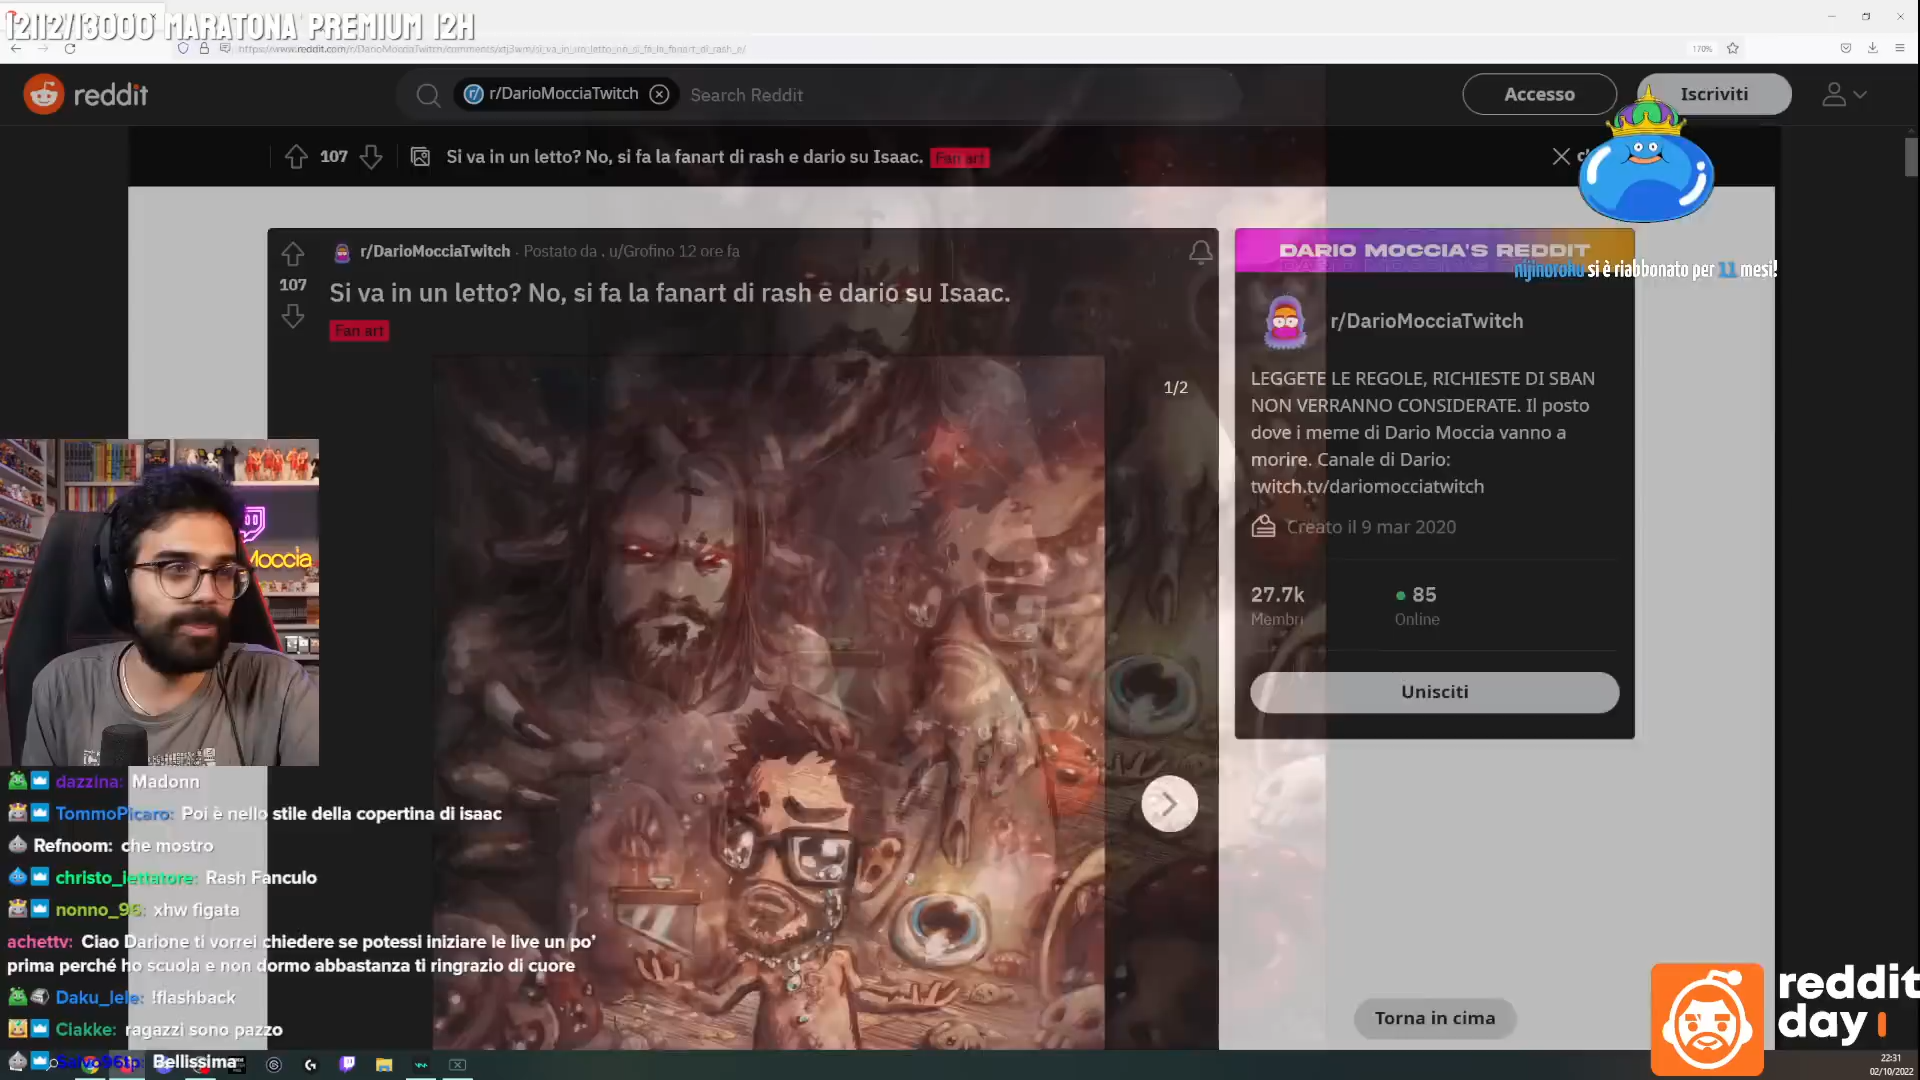 12112/13000 MARATONA PREMIUM 12H
170%
reddit
r/DarioMocciaTwitch
Search Reddit
Accesso
Iscriviti
107
Si va in un letto? No, si fa la fanart di rash e dario su Isaac.
Fan art
r/DarioMocciaTwitch · Postato da . u/Grofino 12 ore fa
107
Si va in un letto? No, si fa la fanart di rash e dario su Isaac.
Fan art
1/2
DARIO MOCCIA'S REDDIT
nijinoroku si è riabbonato per 11 mesi!
r/DarioMocciaTwitch
LEGGETE LE REGOLE, RICHIESTE DI SBAN
NON VERRANNO CONSIDERATE. Il posto
dove i meme di Dario Moccia vanno a
morire. Canale di Dario:
twitch.tv/dariomocciatwitch
Creato il 9 mar 2020
27.7k
85
Membri
Online
Unisciti
Moccia
dazzina: Madonn
TommoPicaro: Poi è nello stile della copertina di isaac
Refnoom: che mostro
christo_iettatore: Rash Fanculo
nonno_96: xhw figata
achettv: Ciao Darione ti vorrei chiedere se potessi iniziare le live un po'
prima perché ho scuola e non dormo abbastanza ti ringrazio di cuore
Daku_lele: !flashback
Ciakke: ragazzi sono pazzo
Bellissima
Torna in cima
reddit
day
22:31
02/10/2022